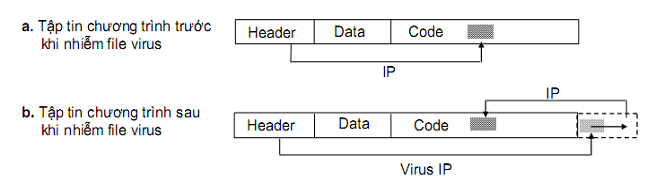 a. Tập tin chương trình trước
khi nhiễm file virus
Header Data Code
IP
IP
b. Tập tin chương trình sau
khi nhiễm file virus
Header Data Code
Virus IP